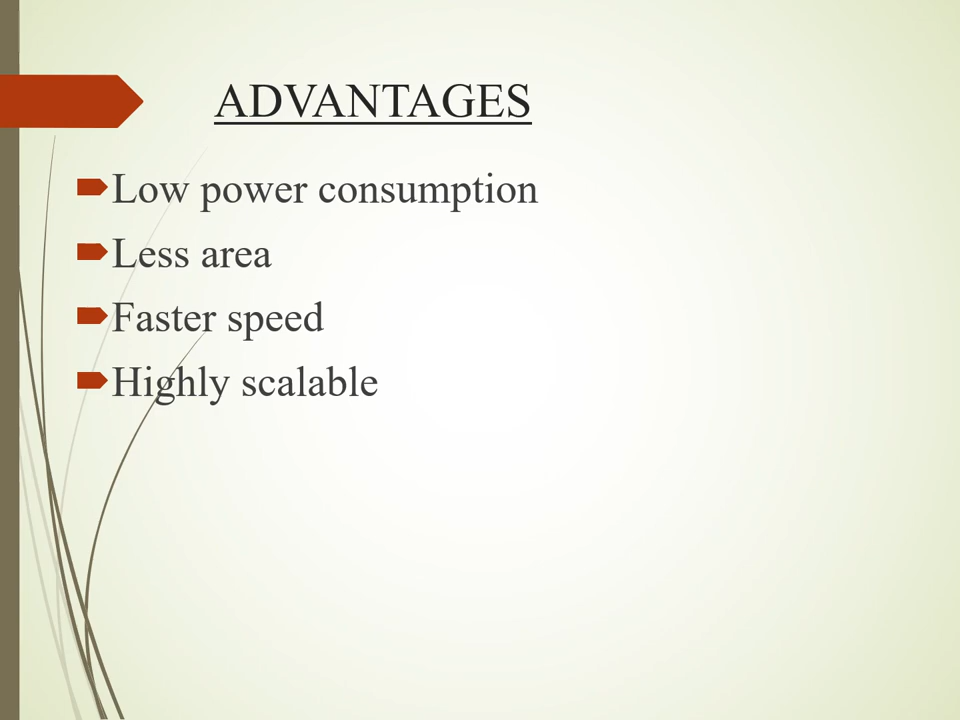 ADVANTAGES
Low power consumption
Less area
Faster speed
Highly scalable